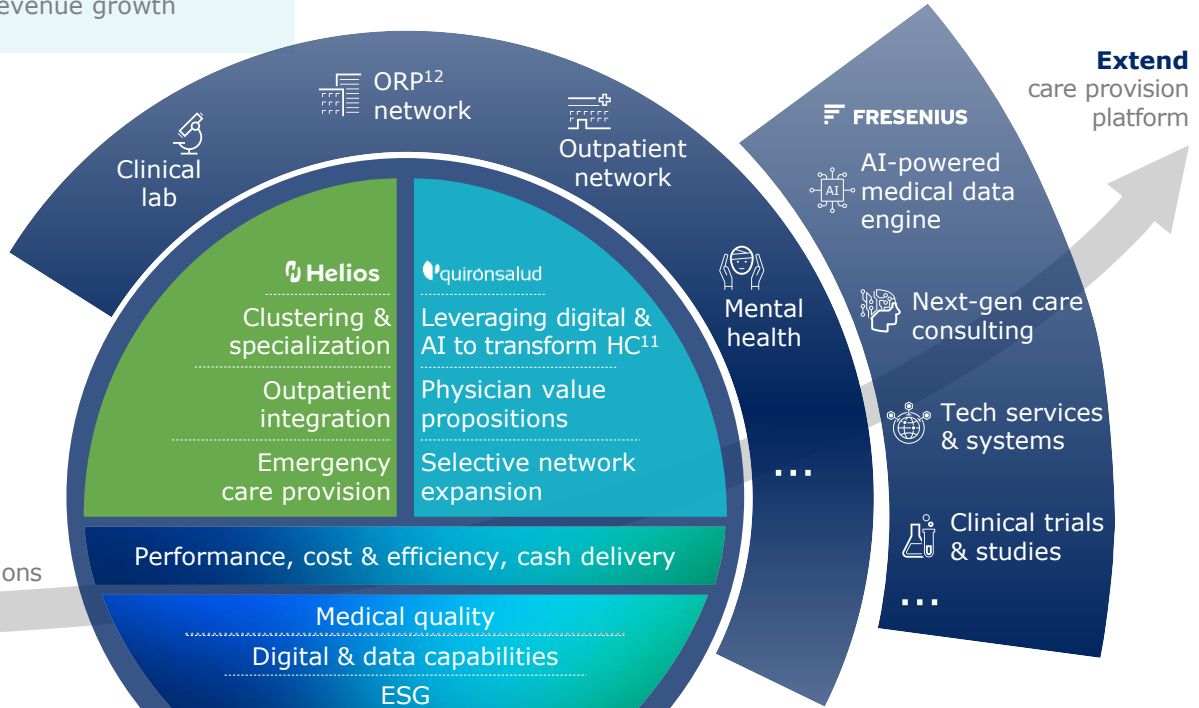 revenue growth
Extend
care provision
platform
ORP12
network
Clinical
lab
Outpatient
network
Mental
health
...
FRESENIUS
AI
AI-powered
medical data
engine
Next-gen care
consulting
Tech services
& systems
Clinical trials
& studies
...
Helios
Clustering &
specialization
Outpatient
integration
Emergency
care provision
quirónsalud
Leveraging digital &
AI to transform HC11
Physician value
propositions
Selective network
expansion
Performance, cost & efficiency, cash delivery
ons
Medical quality
Digital & data capabilities
ESG